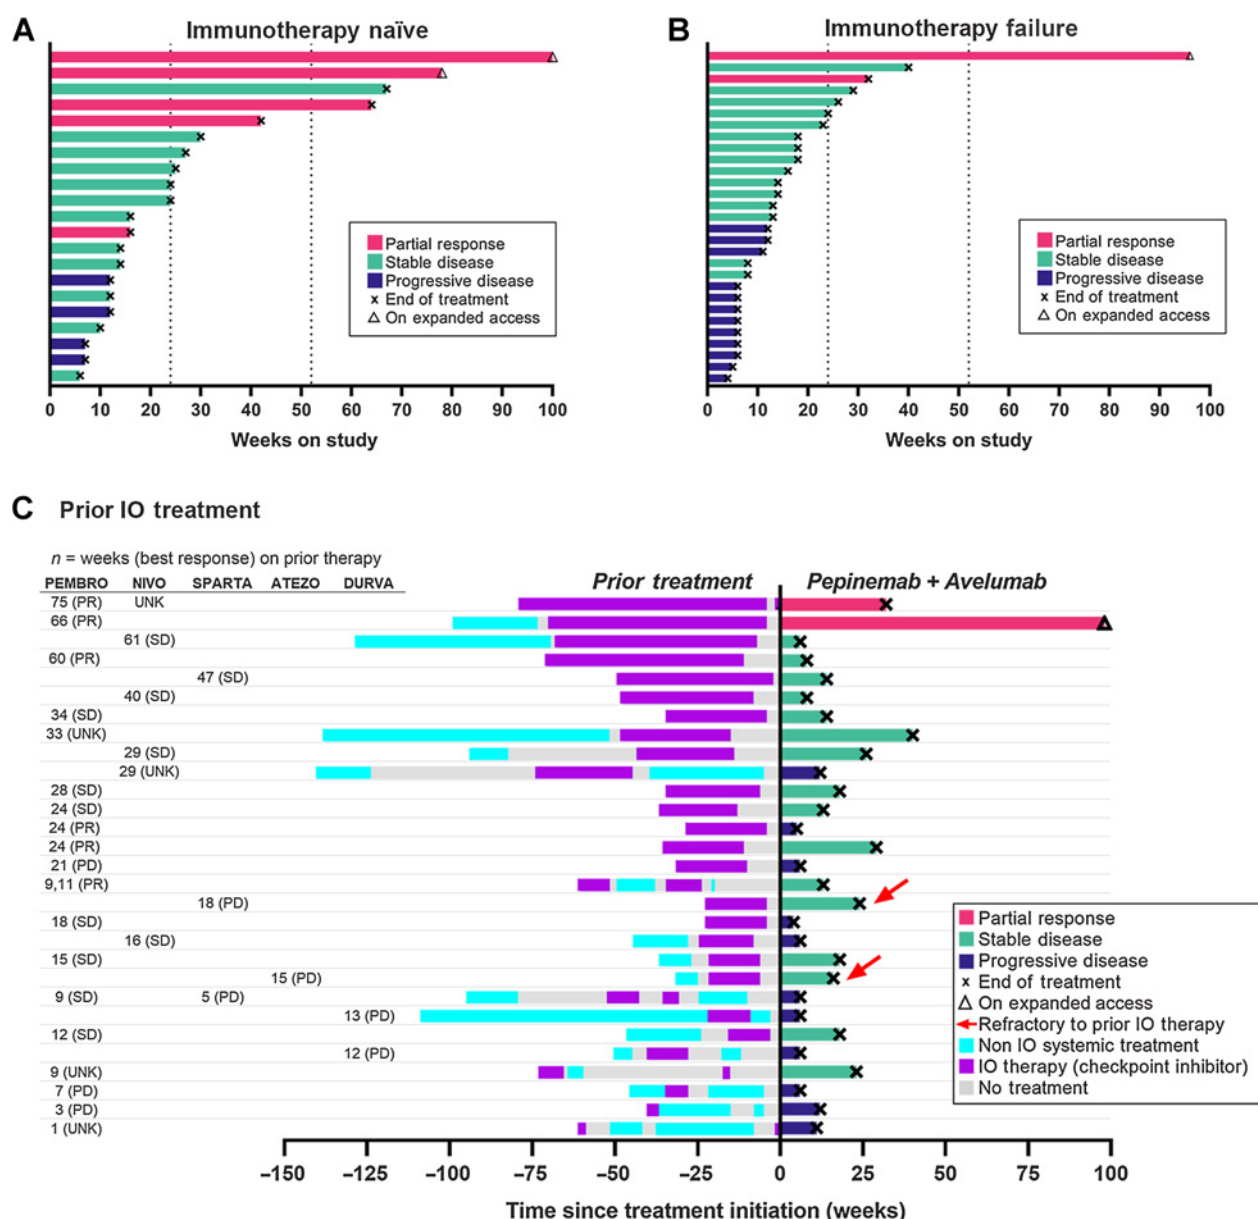 A
Immunotherapy naïve
Partial response
Stable disease
Progressive disease
End of treatment
On expanded access
0 10 20 30 40 50 60 70 80 90 100
Weeks on study
B
Immunotherapy failure
Partial response
Stable disease
Progressive disease
End of treatment
On expanded access
0 10 20 30 40 50 60 70 80 90 100
Weeks on study
C Prior IO treatment
n = weeks (best response) on prior therapy
PEMBRO NIVO SPARTA ATEZO DURVA
Prior treatment
Pepinemab + Avelumab
75 (PR) UNK
66 (PR)
61 (SD)
60 (PR)
47 (SD)
40 (SD)
34 (SD)
33 (UNK)
29 (SD)
29 (UNK)
28 (SD)
24 (SD)
24 (PR)
24 (PR)
21 (PD)
9,11 (PR)
18 (PD)
18 (SD)
16 (SD)
15 (SD)
15 (PD)
9 (SD) 5 (PD)
13 (PD)
12 (SD)
12 (PD)
9 (UNK)
7 (PD)
3 (PD)
1 (UNK)
Partial response
Stable disease
Progressive disease
End of treatment
On expanded access
Refractory to prior IO therapy
Non IO systemic treatment
IO therapy (checkpoint inhibitor)
No treatment
−150 −125 −100 −75 −50 −25 0 25 50 75 100
Time since treatment initiation (weeks)